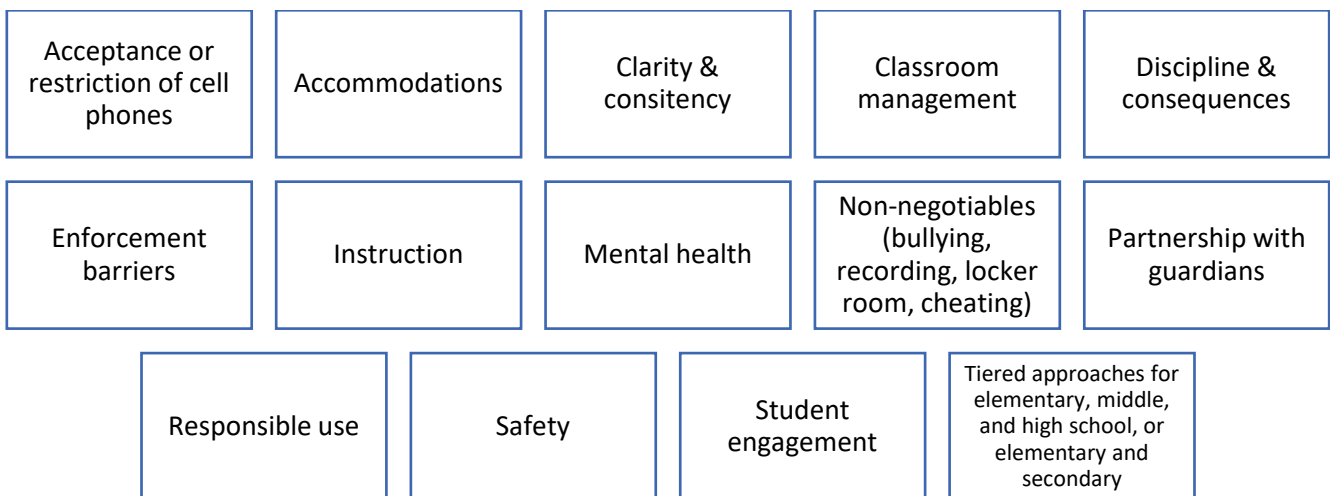 Acceptance or
restriction of cell
phones
Accommodations
Clarity &
consitency
Classroom
management
Discipline &
consequences
Enforcement
barriers
Instruction
Mental health
Non-negotiables
(bullying,
recording, locker
room, cheating)
Partnership with
guardians
Responsible use
Safety
Student
engagement
Tiered approaches for
elementary, middle,
and high school, or
elementary and
secondary